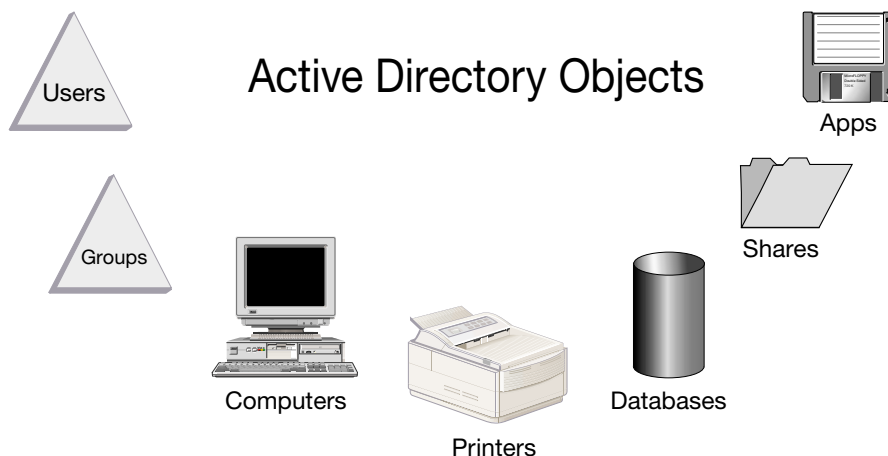 Active Directory Objects
Users
Apps
Groups
Shares
Computers
Databases
Printers